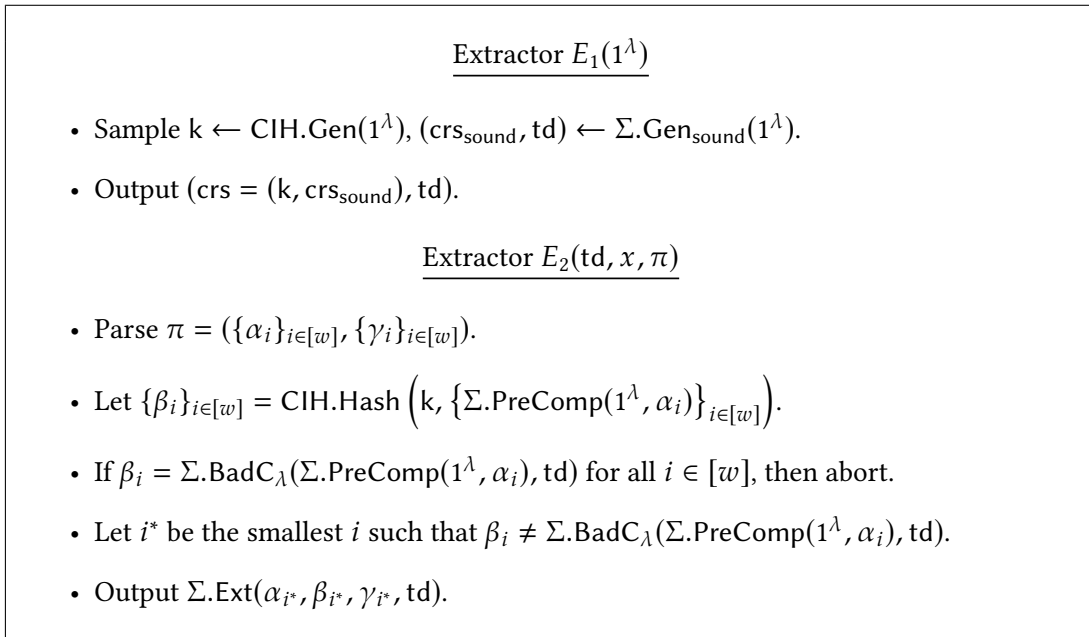 Extractor E₁(1^λ)
• Sample k ← CIH.Gen(1^λ), (crs_sound, td) ← Σ.Gen_sound(1^λ).
• Output (crs = (k, crs_sound), td).
Extractor E₂(td, x, π)
• Parse π = ({α_i}_{i∈[w]}, {γ_i}_{i∈[w]}).
• Let {β_i}_{i∈[w]} = CIH.Hash (k, {Σ.PreComp(1^λ, α_i)}_{i∈[w]}).
• If β_i = Σ.BadC_λ(Σ.PreComp(1^λ, α_i), td) for all i ∈ [w], then abort.
• Let i* be the smallest i such that β_i ≠ Σ.BadC_λ(Σ.PreComp(1^λ, α_i), td).
• Output Σ.Ext(α_{i*}, β_{i*}, γ_{i*}, td).